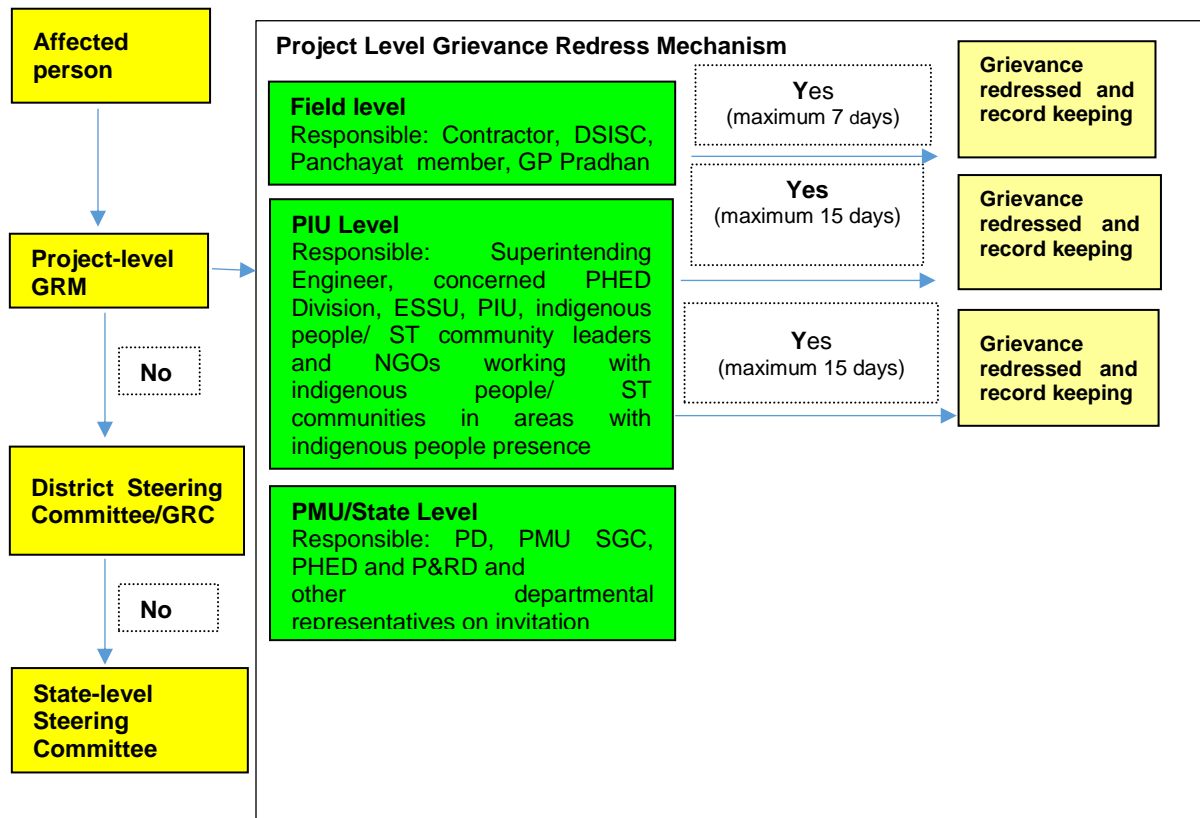 Affected
person
Project-level
GRM
No
District Steering
Committee/GRC
No
State-level
Steering
Committee
Project Level Grievance Redress Mechanism
Field level
Responsible: Contractor, DSISC,
Panchayat member, GP Pradhan
Yes
(maximum 7 days)
Grievance
redressed and
record keeping
PIU Level
Responsible: Superintending
Engineer, concerned PHED
Division, ESSU, PIU, indigenous
people/ ST community leaders
and NGOs working with
indigenous people/ ST
communities in areas with
indigenous people presence
Yes
(maximum 15 days)
Grievance
redressed and
record keeping
PMU/State Level
Responsible: PD, PMU SGC,
PHED and P&RD and
other departmental
representatives on invitation
Yes
(maximum 15 days)
Grievance
redressed and
record keeping